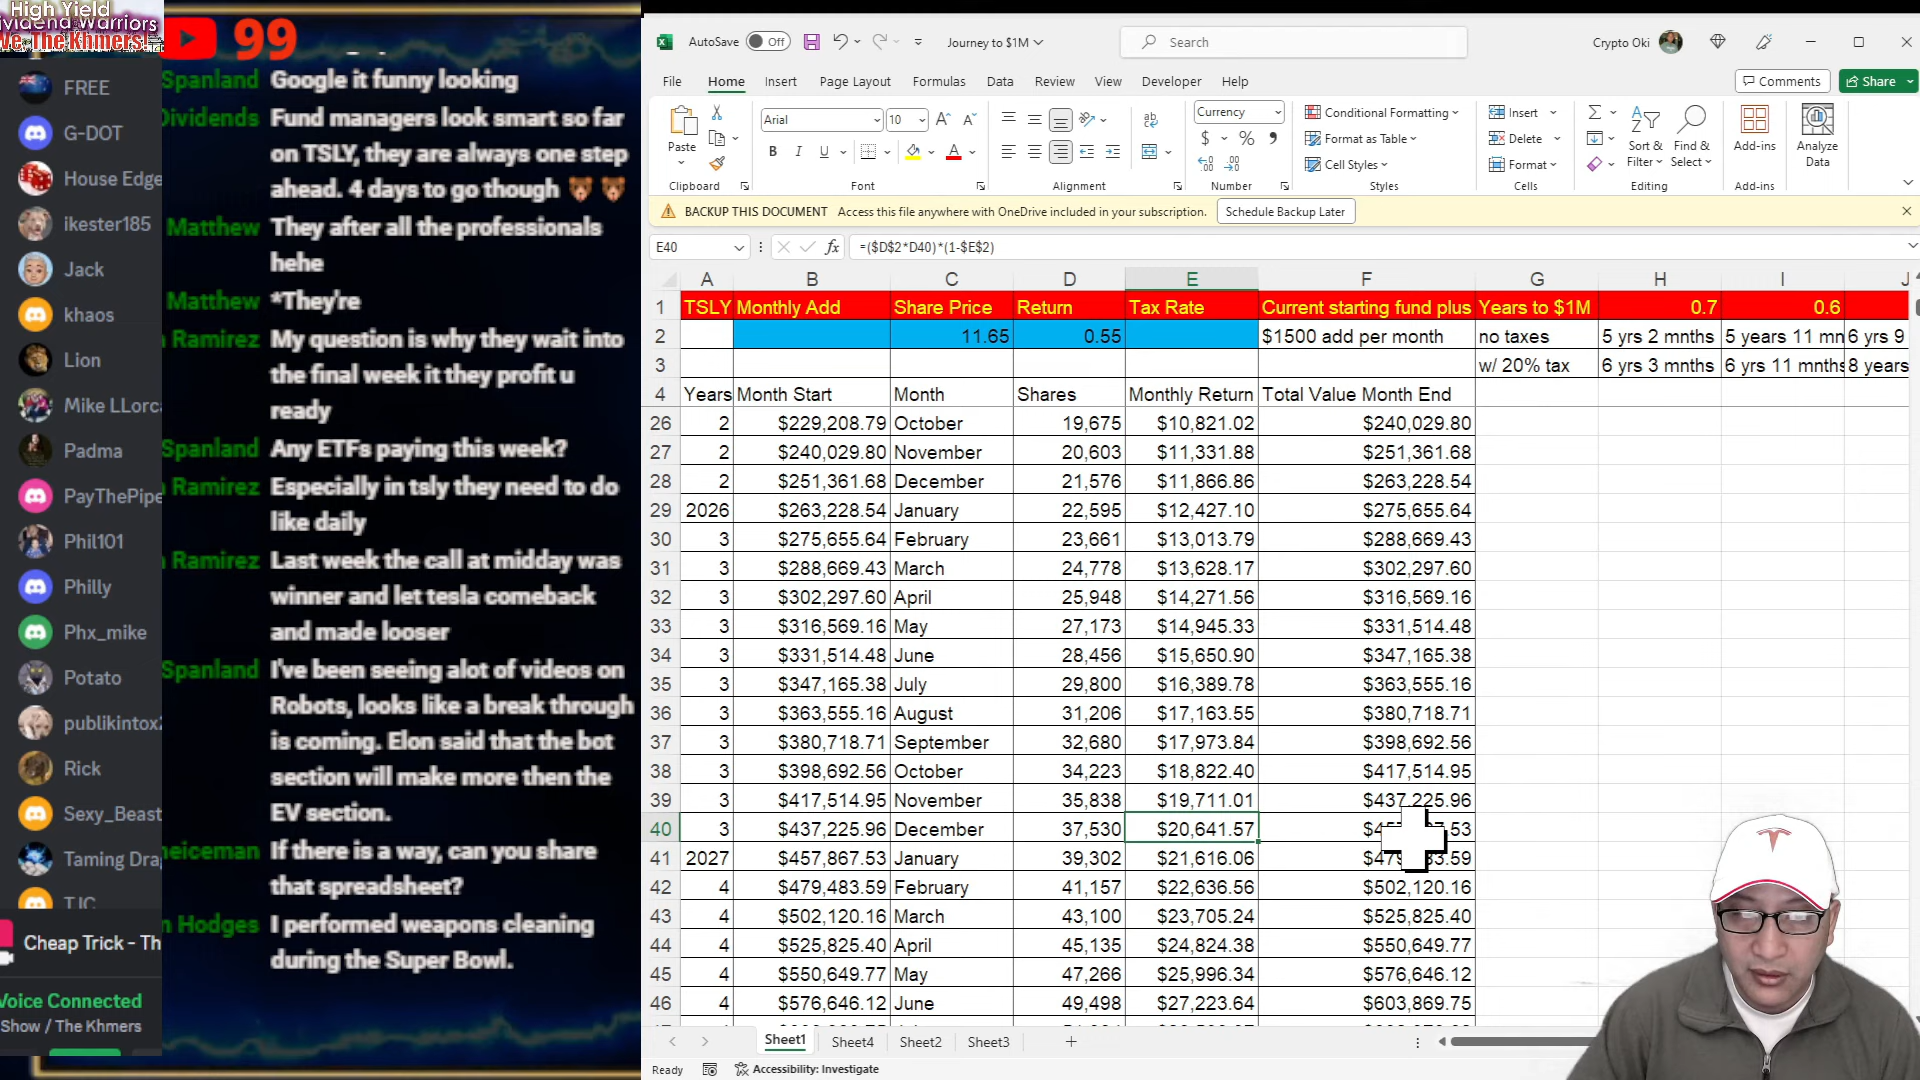 High Yield
ividend Warriors
We, The Khmers!
99
FREE
G-DOT
House Edge
ikester185
Jack
khaos
Lion
Mike LLorc
Padma
PayThePipe
Phil101
Philly
Phx_mike
Potato
publikintox
Rick
Sexy_Beast
Taming Dra
TJC
Cheap Trick - Th
Voice Connected
Show / The Khmers
Spanland Google it funny looking
Dividends Fund managers look smart so far
on TSLY, they are always one step
ahead. 4 days to go though
Matthew They after all the professionals
hehe
Matthew *They're
Ramirez My question is why they wait into
the final week it they profit u
ready
Spanland Any ETFs paying this week?
Ramirez Especially in tsly they need to do
like daily
Ramirez Last week the call at midday was
winner and let tesla comeback
and made looser
Spanland I've been seeing alot of videos on
Robots, looks like a break through
is coming. Elon said that the bot
section will make more then the
EV section.
eiceman If there is a way, can you share
that spreadsheet?
n Hodges I performed weapons cleaning
during the Super Bowl.
AutoSave Off Journey to $1M Search Crypto Oki
File Home Insert Page Layout Formulas Data Review View Developer Help Comments Share
Paste Arial 10 Currency Conditional Formatting Insert
Format as Table Delete Sort & Filter Find & Select Add-ins Analyze Data
B I U A $ % , Cell Styles Format
Clipboard Font Alignment Number Styles Cells Editing Add-ins
BACKUP THIS DOCUMENT Access this file anywhere with OneDrive included in your subscription. Schedule Backup Later
E40 fx =($D$2*D40)*(1-$E$2)
A B C D E F G H I J
1 TSLY Monthly Add Share Price Return Tax Rate Current starting fund plus Years to $1M 0.7 0.6
2 11.65 0.55 $1500 add per month no taxes 5 yrs 2 mnths 5 years 11 mn 6 yrs 9
3 w/ 20% tax 6 yrs 3 mnths 6 yrs 11 mnths 8 years
4 Years Month Start Month Shares Monthly Return Total Value Month End
26 2 $229,208.79 October 19,675 $10,821.02 $240,029.80
27 2 $240,029.80 November 20,603 $11,331.88 $251,361.68
28 2 $251,361.68 December 21,576 $11,866.86 $263,228.54
29 2026 $263,228.54 January 22,595 $12,427.10 $275,655.64
30 3 $275,655.64 February 23,661 $13,013.79 $288,669.43
31 3 $288,669.43 March 24,778 $13,628.17 $302,297.60
32 3 $302,297.60 April 25,948 $14,271.56 $316,569.16
33 3 $316,569.16 May 27,173 $14,945.33 $331,514.48
34 3 $331,514.48 June 28,456 $15,650.90 $347,165.38
35 3 $347,165.38 July 29,800 $16,389.78 $363,555.16
36 3 $363,555.16 August 31,206 $17,163.55 $380,718.71
37 3 $380,718.71 September 32,680 $17,973.84 $398,692.56
38 3 $398,692.56 October 34,223 $18,822.40 $417,514.95
39 3 $417,514.95 November 35,838 $19,711.01 $437,225.96
40 3 $437,225.96 December 37,530 $20,641.57
41 2027 $457,867.53 January 39,302 $21,616.06
42 4 $479,483.59 February 41,157 $22,636.56 $502,120.16
43 4 $502,120.16 March 43,100 $23,705.24 $525,825.40
44 4 $525,825.40 April 45,135 $24,824.38 $550,649.77
45 4 $550,649.77 May 47,266 $25,996.34 $576,646.12
46 4 $576,646.12 June 49,498 $27,223.64 $603,869.75
Sheet1 Sheet4 Sheet2 Sheet3
Ready Accessibility: Investigate